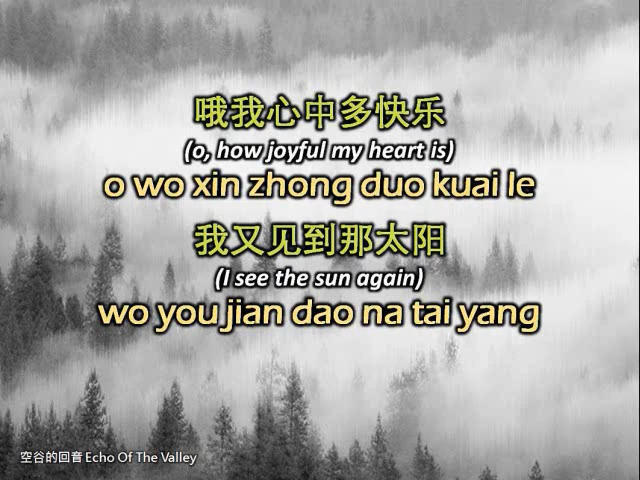 哦我心中多快乐
(o, how joyful my heart is)
o wo xin zhong duo kuai le
我又见到那太阳
(I see the sun again)
wo you jian dao na tai yang
空谷的回音 Echo Of The Valley